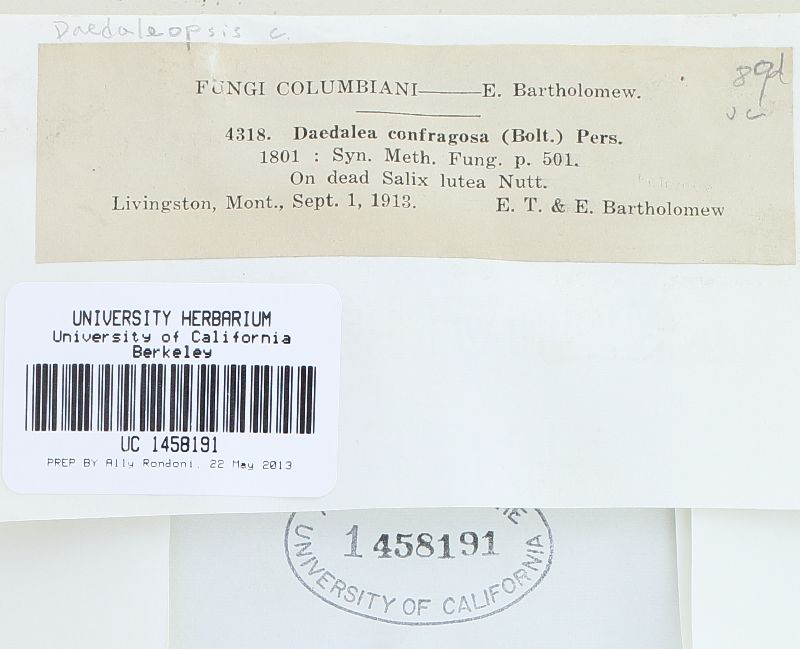 Daedaleopsis c.
FUNGI COLUMBIANI—E. Bartholomew.
4318. Daedalea confragosa (Bolt.) Pers.
1801 : Syn. Meth. Fung. p. 501.
On dead Salix lutea Nutt.
Livingston, Mont., Sept. 1, 1913. E. T. & E. Bartholomew
UC
UNIVERSITY HERBARIUM
University of California
Berkeley
UC 1458191
PREP BY Ally Rondoni, 22 May 2013
1458191
UNIVERSITY OF CALIFORNIA